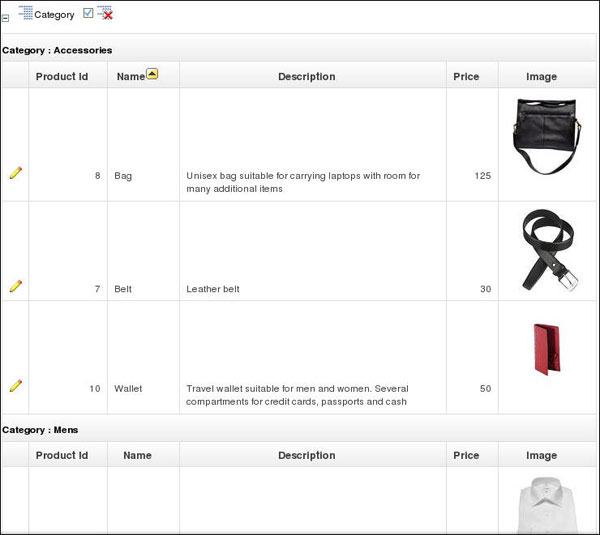 Category
Category : Accessories
Product Id Name Description Price Image
8 Bag Unisex bag suitable for carrying laptops with room for
many additional items 125
7 Belt Leather belt 30
10 Wallet Travel wallet suitable for men and women. Several
compartments for credit cards, passports and cash 50
Category : Mens
Product Id Name Description Price Image